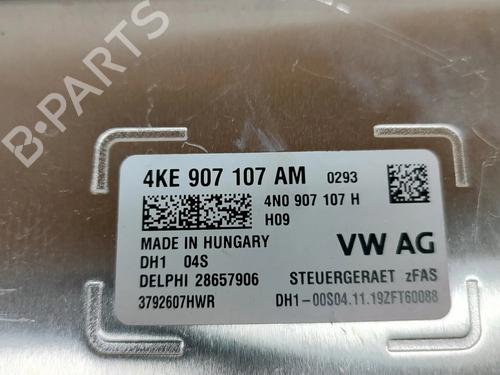 B-PARTS
4KE 907 107 AM 0293
4N0 907 107 H
H09
MADE IN HUNGARY
DH1 04S
VW AG
DELPHI 28657906
STEUERGERAET zFAS
3792607HWR
DH1-00S04.11.19ZFT60088